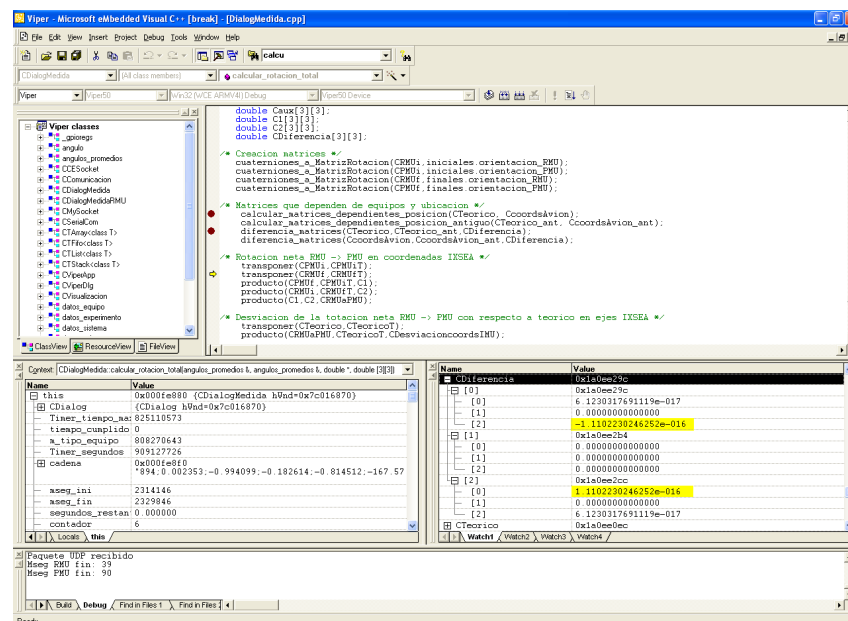 Viper - Microsoft eMbedded Visual C++ [break] - [DialogMedida.cpp]
File Edit View Insert Project Debug Tools Window Help
calcu
CDialogMedida (All class members) calcular_rotacion_total
Viper Viper50 Win32 (WCE ARMV4I) Debug Viper50 Device
Viper classes
_gpioregs
angulo
angulos_promedios
CCESocket
CComunicacion
CDialogMedida
CDialogMedidaRMU
CMySocket
CSerialCom
CTArray<class T>
CTFifo<class T>
CTList<class T>
CTStack<class T>
CViperApp
CViperDlg
CVisualizacion
datos_equipo
datos_experimento
datos_sistema
ClassView ResourceView FileView
double Caux[3][3];
double C1[3][3];
double C2[3][3];
double CDiferencia[3][3];
/* Creacion matrices */
cuaterniones_a_MatrizRotacion(CRMUi,iniciales.orientacion_RMU);
cuaterniones_a_MatrizRotacion(CPMUi,iniciales.orientacion_PMU);
cuaterniones_a_MatrizRotacion(CRMUf,finales.orientacion_RMU);
cuaterniones_a_MatrizRotacion(CPMUf,finales.orientacion_PMU);
/* Matrices que dependen de equipos y ubicacion */
calcular_matrices_dependientes_posicion(CTeorico, CcoordsAvion);
calcular_matrices_dependientes_posicion_antiguo(CTeorico_ant, CcoordsAvion_ant);
diferencia_matrices(CTeorico,CTeorico_ant,CDiferencia);
diferencia_matrices(CcoordsAvion,CcoordsAvion_ant,CDiferencia);
/* Rotacion neta RMU -> PMU en coordenadas IXSEA */
transponer(CPMUi,CPMUiT);
transponer(CRMUf,CRMUfT);
producto(CPMUf,CPMUiT,C1);
producto(CRMUi,CRMUfT,C2);
producto(C1,C2,CRMUaPMU);
/* Desviacion de la totacion neta RMU -> PMU con respecto a teorico en ejes IXSEA */
transponer(CTeorico,CTeoricoT);
producto(CRMUaPMU,CTeoricoT,CDesviacioncoordsIMU);
Context: CDialogMedida::calcular_rotacion_total(angulos_promedios &, angulos_promedios &, double *, double [3][3])
Name Value
this 0x000fe880 {CDialogMedida hWnd=0x7c016870}
CDialog {CDialog hWnd=0x7c016870}
Timer_tiempo_ma: 825110573
tiempo_cumplido 0
m_tipo_equipo 808270643
Timer_segundos 909127726
cadena 0x000fe8f0
"894;0.002353;-0.994099;-0.182614;-0.814512;-167.57
mseg_ini 2314146
mseg_fin 2329846
segundos_restan 0.000000
contador 6
Locals this
Name Value
CDiferencia 0x1a0ee29c
[0] 0x1a0ee29c
[0] 6.1230317691119e-017
[1] 0.00000000000000
[2] -1.1102230246252e-016
[1] 0x1a0ee2b4
[0] 0.00000000000000
[1] 0.00000000000000
[2] 0.00000000000000
[2] 0x1a0ee2cc
[0] 1.1102230246252e-016
[1] 0.00000000000000
[2] 6.1230317691119e-017
CTeorico 0x1a0ee0ec
Watch1 Watch2 Watch3 Watch4
Paquete UDP recibido
Mseg RMU fin: 39
Mseg PMU fin: 90
Build Debug Find in Files 1 Find in Files
Ready